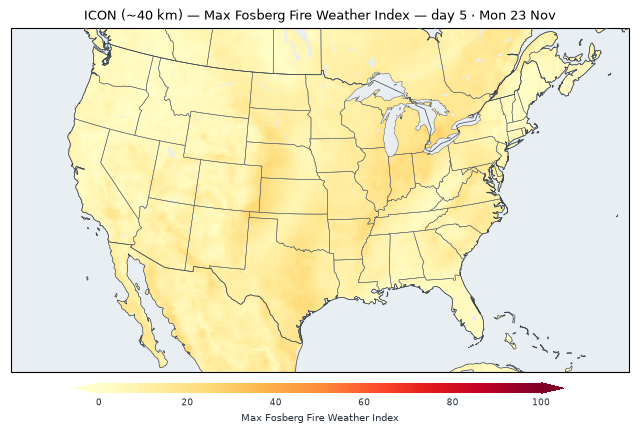 ICON (~40 km) — Max Fosberg Fire Weather Index — day 5 · Mon 23 Nov
0 20 40 60 80 100
Max Fosberg Fire Weather Index